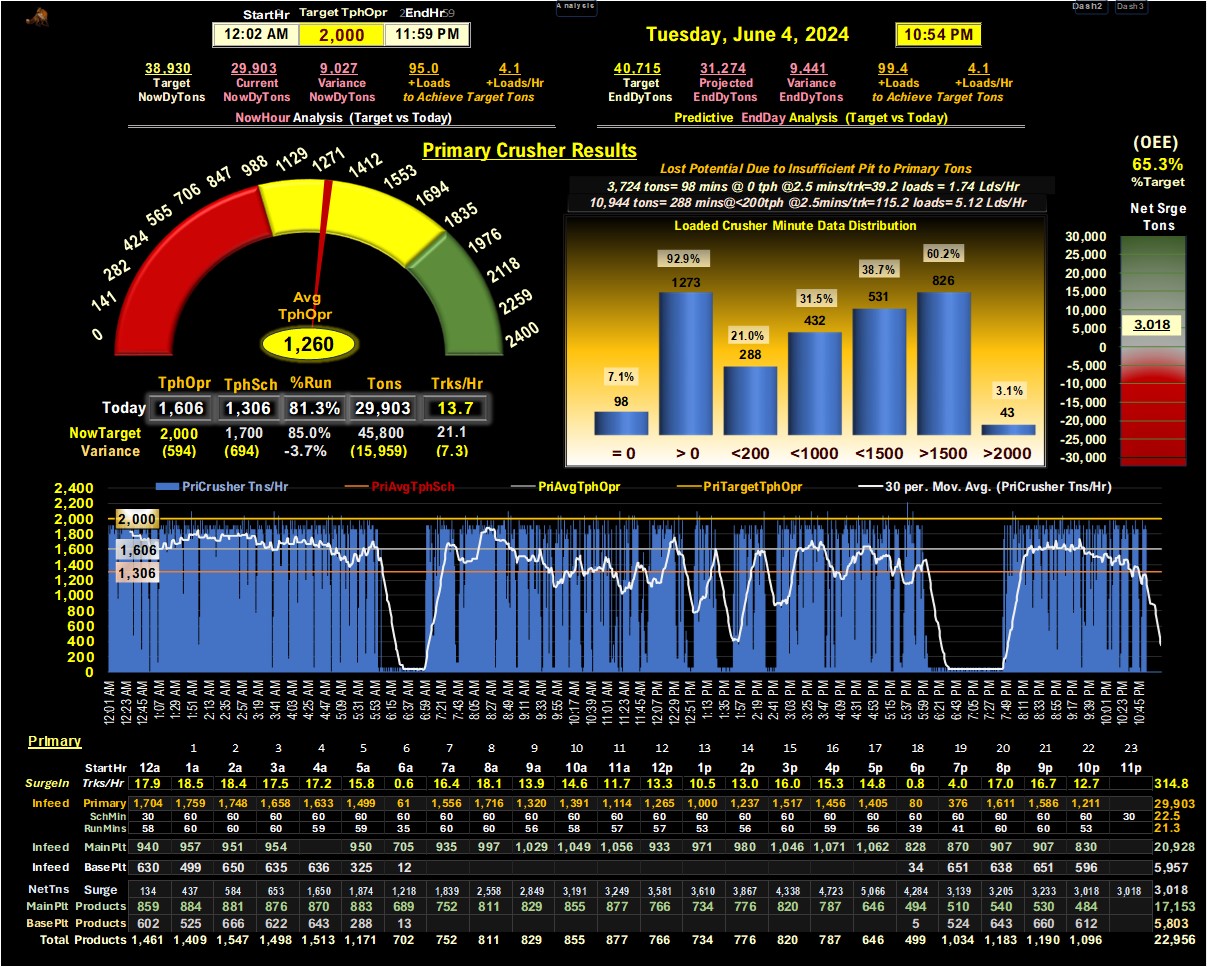 StartHr Target TphOpr EndHr
12:02 AM 2,000 11:59 PM
Analysis
Dash2 Dash3
Tuesday, June 4, 2024 10:54 PM
38,930 29,903 9,027 95.0 4.1
Target Current Variance +Loads +Loads/Hr
NowDyTons NowDyTons NowDyTons to Achieve Target Tons
NowHour Analysis (Target vs Today)
40,715 31,274 9,441 99.4 4.1
Target Projected Variance +Loads +Loads/Hr
EndDyTons EndDyTons EndDyTons to Achieve Target Tons
Predictive EndDay Analysis (Target vs Today)
Primary Crusher Results
0 141 282 424 565 706 847 988 1129 1271 1412 1553 1694 1835 1976 2118 2259 2400
Avg
TphOpr
1,260
TphOpr TphSch %Run Tons Trks/Hr
Today 1,606 1,306 81.3% 29,903 13.7
NowTarget 2,000 1,700 85.0% 45,800 21.1
Variance (594) (694) -3.7% (15,959) (7.3)
Lost Potential Due to Insufficient Pit to Primary Tons
3,724 tons= 98 mins @ 0 tph @2.5 mins/trk=39.2 loads = 1.74 Lds/Hr
10,944 tons= 288 mins@<200tph @2.5mins/trk=115.2 loads= 5.12 Lds/Hr
Loaded Crusher Minute Data Distribution
7.1% 92.9% 21.0% 31.5% 38.7% 60.2% 3.1%
98 1273 288 432 531 826 43
= 0 > 0 <200 <1000 <1500 >1500 >2000
(OEE)
65.3%
%Target
Net Srge
Tons
30,000
25,000
20,000
15,000
10,000
5,000
0
-5,000
-10,000
-15,000
-20,000
-25,000
-30,000
3,018
PriCrusher Tns/Hr PriAvgTphSch PriAvgTphOpr PriTargetTphOpr 30 per. Mov. Avg. (PriCrusher Tns/Hr)
2,400
2,200
2,000
1,800
1,600
1,400
1,200
1,000
800
600
400
200
0
2,000
1,606
1,306
12:01 AM 12:23 AM 12:45 AM 1:07 AM 1:29 AM 1:51 AM 2:13 AM 2:35 AM 2:57 AM 3:19 AM 3:41 AM 4:03 AM 4:25 AM 4:47 AM 5:09 AM 5:31 AM 5:53 AM 6:15 AM 6:37 AM 6:59 AM 7:21 AM 7:43 AM 8:05 AM 8:27 AM 8:49 AM 9:11 AM 9:33 AM 9:55 AM 10:17 AM 10:39 AM 11:01 AM 11:23 AM 11:45 AM 12:07 PM 12:29 PM 12:51 PM 1:13 PM 1:35 PM 1:57 PM 2:19 PM 2:41 PM 3:03 PM 3:25 PM 3:47 PM 4:09 PM 4:31 PM 4:53 PM 5:15 PM 5:37 PM 5:59 PM 6:21 PM 6:43 PM 7:05 PM 7:27 PM 7:49 PM 8:11 PM 8:33 PM 8:55 PM 9:17 PM 9:39 PM 10:01 PM 10:23 PM 10:45 PM
Primary
1 2 3 4 5 6 7 8 9 10 11 12 13 14 15 16 17 18 19 20 21 22 23
StartHr 12a 1a 2a 3a 4a 5a 6a 7a 8a 9a 10a 11a 12p 1p 2p 3p 4p 5p 6p 7p 8p 9p 10p 11p
SurgeIn Trks/Hr 17.9 18.5 18.4 17.5 17.2 15.8 0.6 16.4 18.1 13.9 14.6 11.7 13.3 10.5 13.0 16.0 15.3 14.8 0.8 4.0 17.0 16.7 12.7 314.8
Infeed Primary 1,704 1,759 1,748 1,658 1,633 1,499 61 1,556 1,716 1,320 1,391 1,114 1,265 1,000 1,237 1,517 1,456 1,405 80 376 1,611 1,586 1,211 29,903
SchMin 30 60 60 60 60 60 60 60 60 60 60 60 60 60 60 60 60 60 60 60 60 60 60 30 22.5
RunMins 58 60 60 60 59 59 35 60 60 56 58 57 57 53 56 60 59 56 39 41 60 60 53 21.3
Infeed MainPlt 940 957 951 954 950 705 935 997 1,029 1,049 1,056 933 971 980 1,046 1,071 1,062 828 870 907 907 830 20,928
Infeed BasePlt 630 499 650 635 636 325 12 34 651 638 651 596 5,957
NetTns Surge 134 437 584 653 1,650 1,874 1,218 1,839 2,558 2,849 3,191 3,249 3,581 3,610 3,867 4,338 4,723 5,066 4,284 3,139 3,205 3,233 3,084 3,018 3,018
MainPlt Products 859 884 881 876 870 883 689 752 811 829 855 877 766 734 776 820 787 646 494 510 540 530 484 17,153
BasePlt Products 602 525 666 622 643 288 13 5 524 643 660 612 5,803
Total Products 1,461 1,409 1,547 1,498 1,513 1,171 702 752 811 829 855 877 766 734 776 820 787 646 499 1,034 1,183 1,190 1,096 22,956